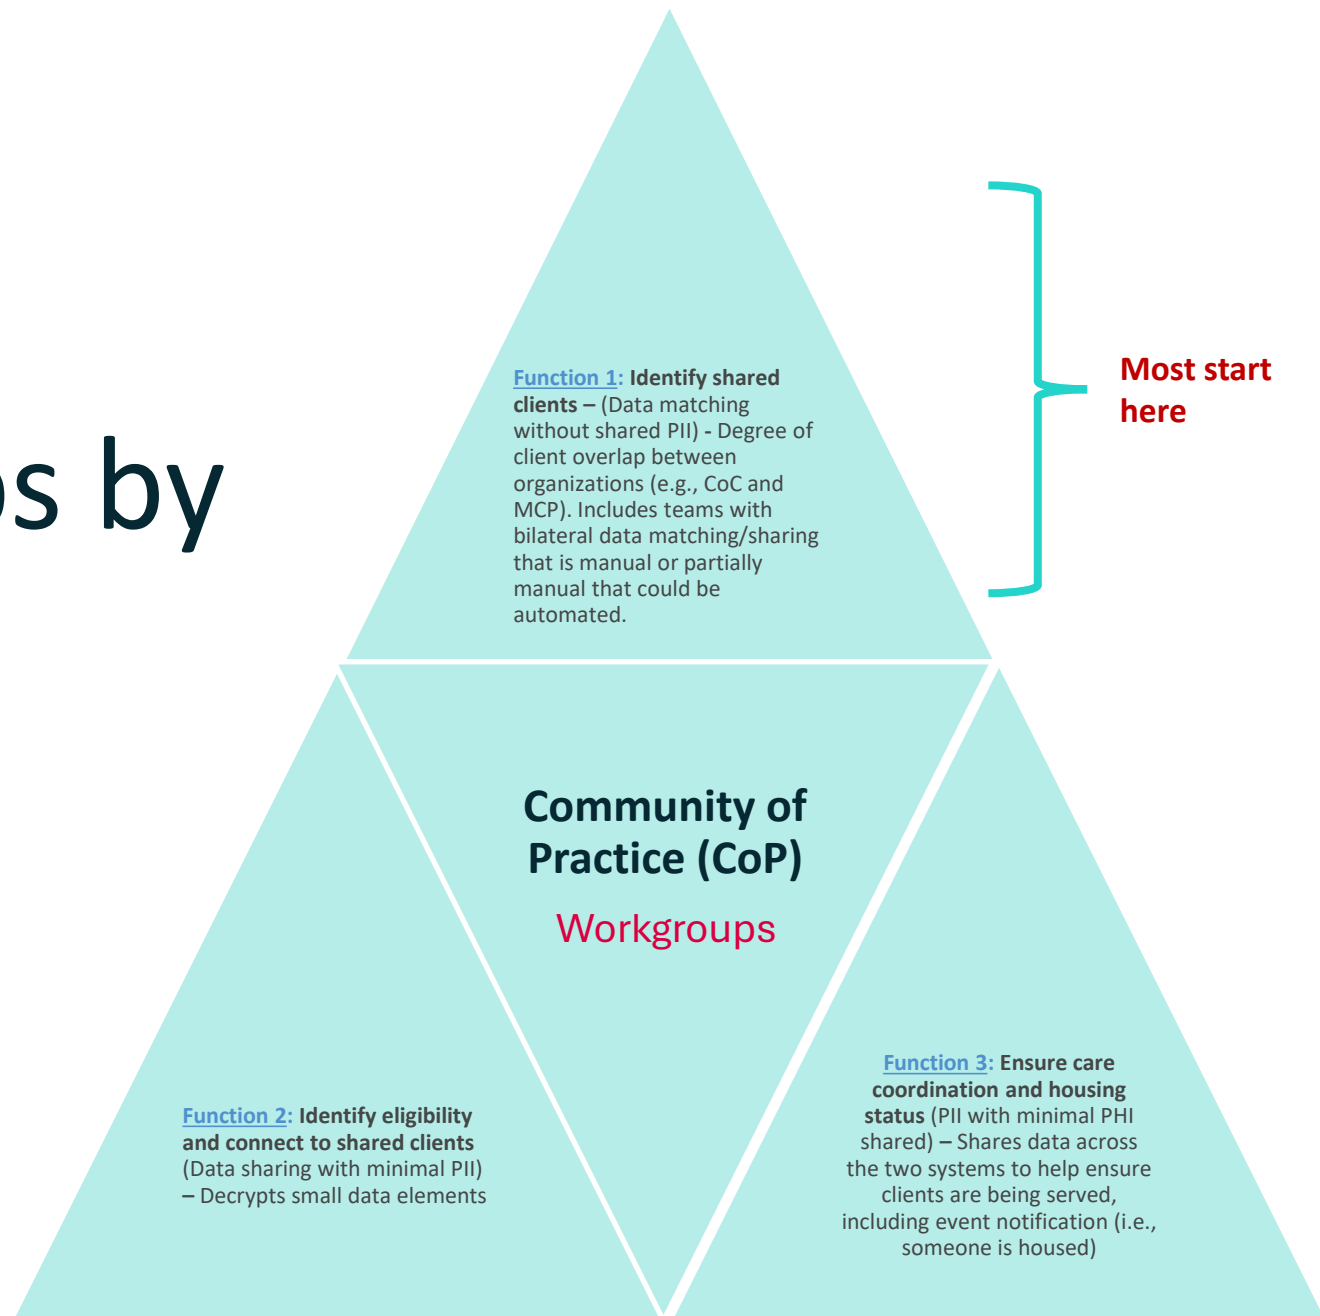 Function 1: Identify shared
clients – (Data matching
without shared PII) - Degree of
client overlap between
organizations (e.g., CoC and
MCP). Includes teams with
bilateral data matching/sharing
that is manual or partially
manual that could be
automated.
Most start
here
by
Community of
Practice (CoP)
Workgroups
Function 2: Identify eligibility
and connect to shared clients
(Data sharing with minimal PII)
– Decrypts small data elements
Function 3: Ensure care
coordination and housing
status (PII with minimal PHI
shared) – Shares data across
the two systems to help ensure
clients are being served,
including event notification (i.e.,
someone is housed)